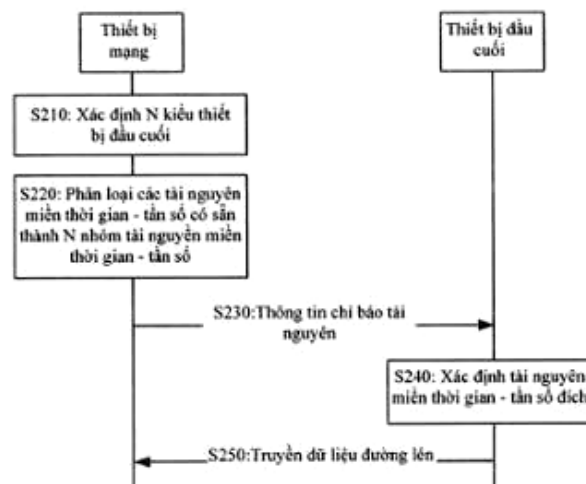 Thiết bị
mạng
Thiết bị đầu
cuối
S210: Xác định N kiểu thiết
bị đầu cuối
S220: Phân loại các tài nguyên
miền thời gian - tần số có sẵn
thành N nhóm tài nguyên miền
thời gian - tần số
S230:Thông tin chỉ báo tài
nguyên
S240: Xác định tài nguyên
miền thời gian - tần số đích
S250:Truyền dữ liệu đường lên